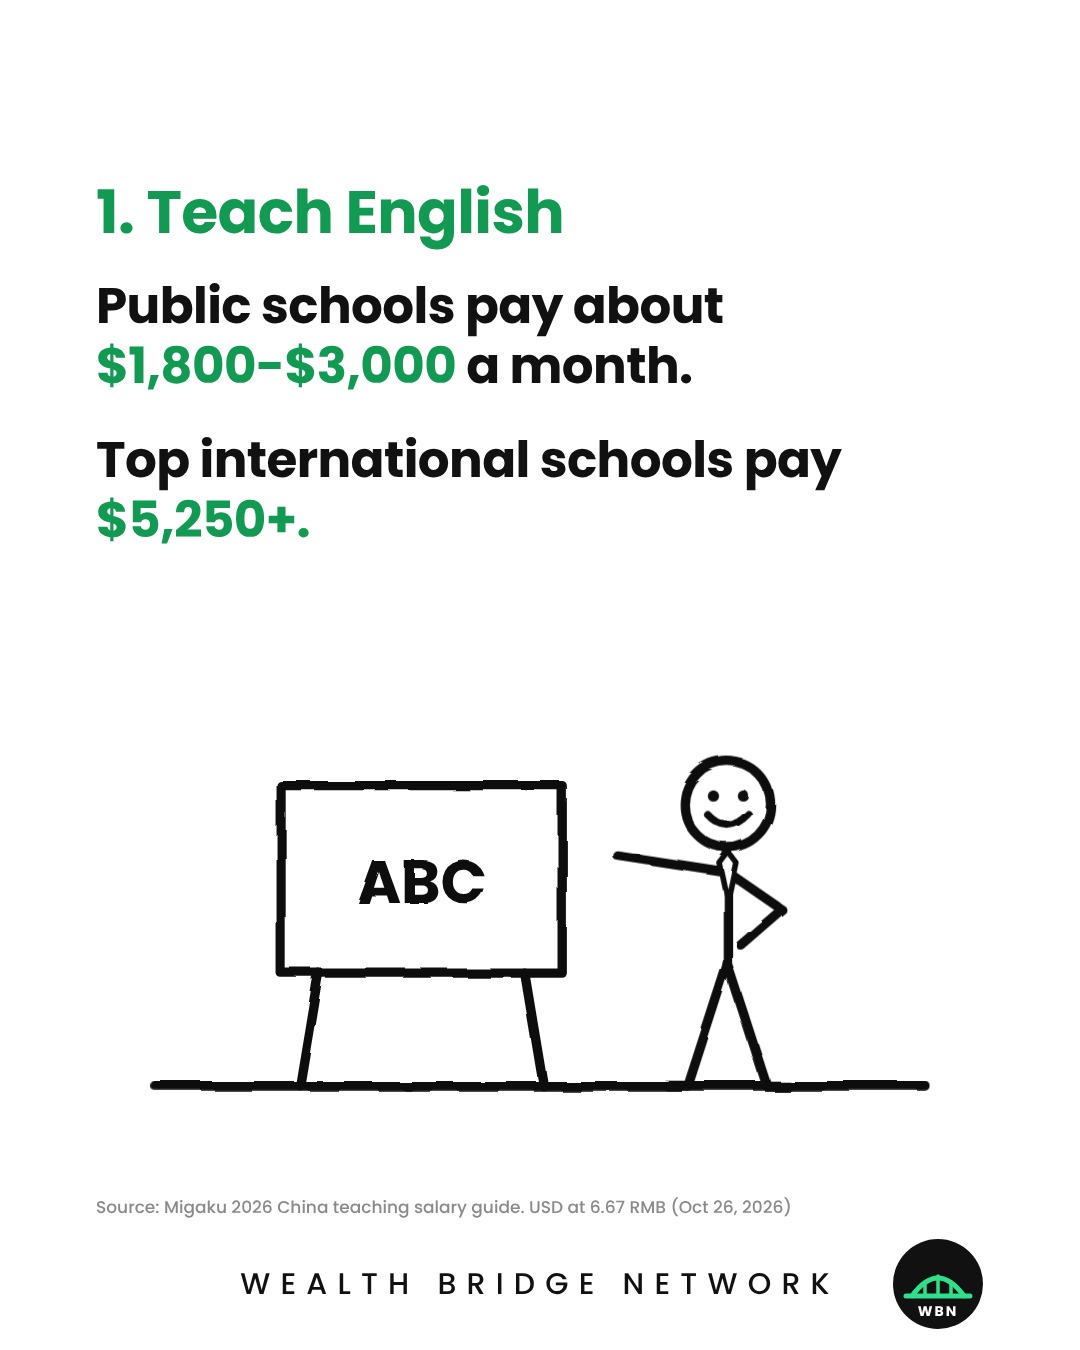 1. Teach English
Public schools pay about
$1,800–$3,000 a month.
Top international schools pay
$5,250+.
ABC
Source: Migaku 2026 China teaching salary guide. USD at 6.67 RMB (Oct 26, 2026)
WEALTH BRIDGE NETWORK
WBN